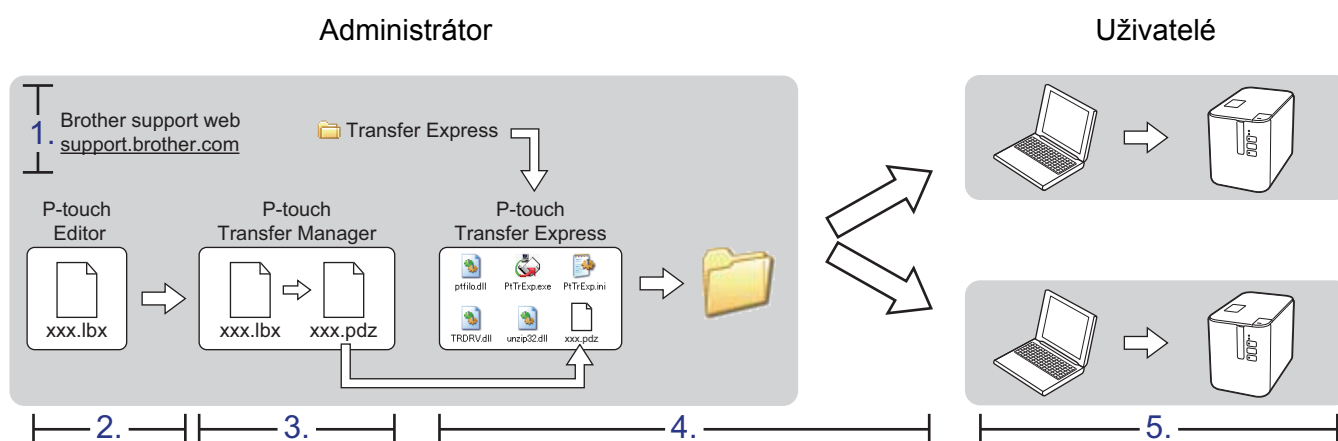 Administrátor
Uživatelé
1.
Brother support web
support.brother.com
Transfer Express
P-touch
Editor
xxx.lbx
P-touch
Transfer Manager
xxx.lbx
xxx.pdz
P-touch
Transfer Express
ptfilo.dll
PtTrExp.exe
PtTrExp.ini
TRDRV.dll
unzip32.dll
xxx.pdz
2.
3.
4.
5.